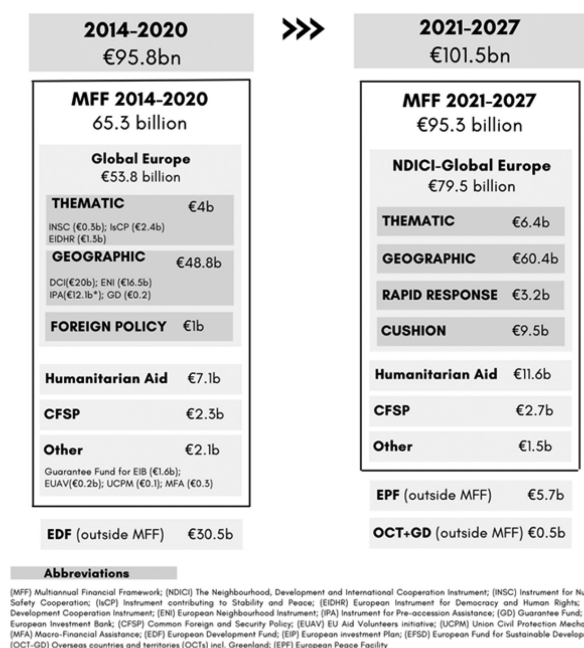 2014-2020
€95.8bn
2021-2027
€101.5bn
MFF 2014-2020
65.3 billion
Global Europe
€53.8 billion
THEMATIC €4b
INSC (€0.3b); IsCP (€2.4b)
EIDHR (€1.3b)
GEOGRAPHIC €48.8b
DCI(€20b); ENI (€16.5b)
IPA(€12.1b*); GD (€0.2)
FOREIGN POLICY €1b
Humanitarian Aid €7.1b
CFSP €2.3b
Other €2.1b
Guarantee Fund for EIB (€1.6b);
EUAV(€0.2b); UCPM (€0.1); MFA (€0.3)
EDF (outside MFF) €30.5b
MFF 2021-2027
€95.3 billion
NDICI-Global Europe
€79.5 billion
THEMATIC €6.4b
GEOGRAPHIC €60.4b
RAPID RESPONSE €3.2b
CUSHION €9.5b
Humanitarian Aid €11.6b
CFSP €2.7b
Other €1.5b
EPF (outside MFF) €5.7b
OCT+GD (outside MFF) €0.5b
Abbreviations
(MFF) Multiannual Financial Framework; (NDICI) The Neighbourhood, Development and International Cooperation Instrument; (INSC) Instrument for Nu
Safety Cooperation; (IsCP) Instrument contributing to Stability and Peace; (EIDHR) European Instrument for Democracy and Human Rights;
Development Cooperation Instrument; (ENI) European Neighbourhood Instrument; (IPA) Instrument for Pre-accession Assistance; (GD) Guarantee Fund;
European Investment Bank; (CFSP) Common Foreign and Security Policy; (EUAV) EU Aid Volunteers initiative; (UCPM) Union Civil Protection Mecha
(MFA) Macro-Financial Assistance; (EDF) European Development Fund; (EIP) European investment Plan; (EFSD) European Fund for Sustainable Develop
(OCT-GD) Overseas countries and territories (OCTs) incl. Greenland; (EPF) European Peace Facility